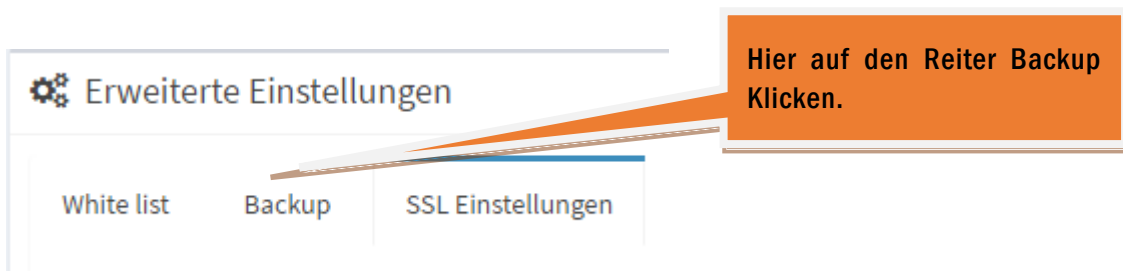 Hier auf den Reiter Backup
Klicken.
Erweiterte Einstellungen
White list Backup SSL Einstellungen